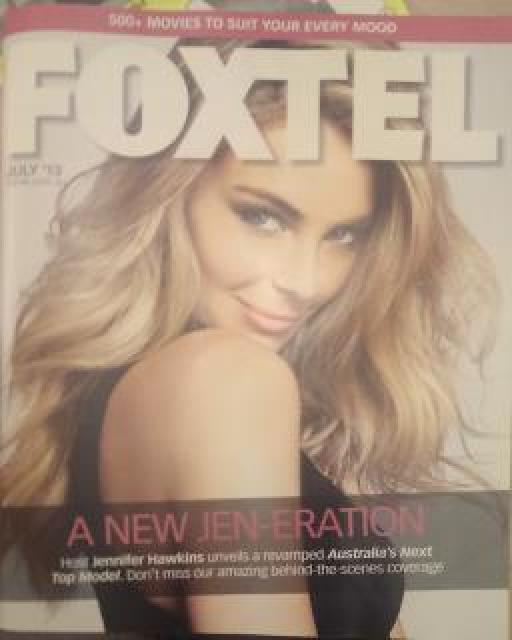 500+ MOVIES TO SUIT YOUR EVERY MOOD
FOXTEL
JULY '13
A NEW JEN-ERATION
Host Jennifer Hawkins unveils a revamped Australia's Next
Top Model. Don't miss our amazing behind-the-scenes coverage